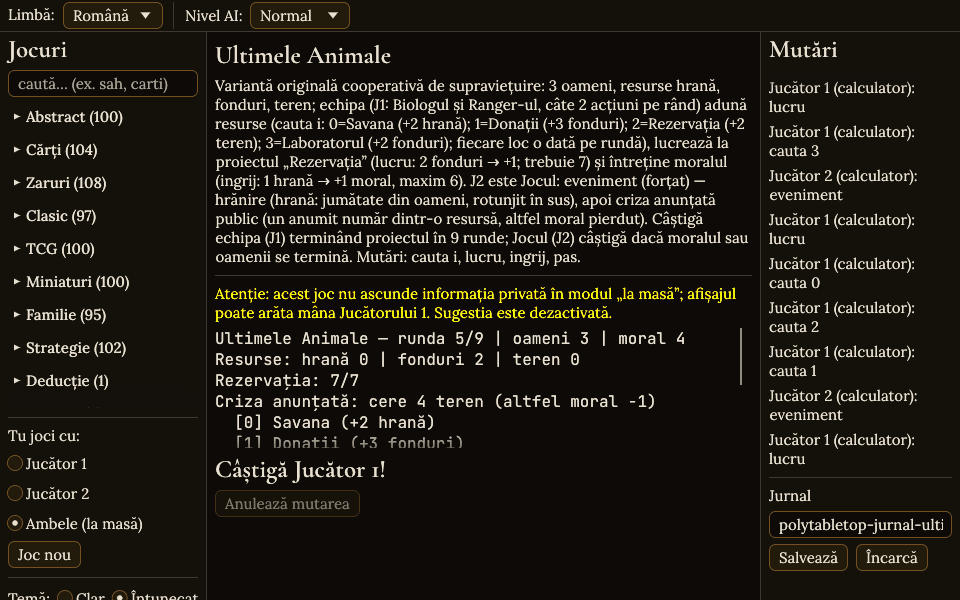 Limbă: Română ▼ Nivel AI: Normal ▼
Jocuri
caută... (ex. sah, carti)
▸ Abstract (100)
▸ Cărți (104)
▸ Zaruri (108)
▸ Clasic (97)
▸ TCG (100)
▸ Miniaturi (100)
▸ Familie (95)
▸ Strategie (102)
▸ Deducție (1)
Tu joci cu:
Jucător 1
Jucător 2
Ambele (la masă)
Joc nou
Temă: Clar Întunecat
Ultimele Animale
Variantă originală cooperativă de supraviețuire: 3 oameni, resurse hrană,
fonduri, teren; echipa (J1: Biologul și Ranger-ul, câte 2 acțiuni pe rând) adună
resurse (cauta i: 0=Savana (+2 hrană); 1=Donații (+3 fonduri); 2=Rezervația (+2
teren); 3=Laboratorul (+2 fonduri); fiecare loc o dată pe rundă), lucrează la
proiectul „Rezervația” (lucru: 2 fonduri → +1; trebuie 7) și întreține moralul
(ingrij: 1 hrană → +1 moral, maxim 6). J2 este Jocul: eveniment (forțat) —
hrănire (hrană: jumătate din oameni, rotunjit în sus), apoi criza anunțată
public (un anumit număr dintr-o resursă, altfel moral pierdut). Câștigă
echipa (J1) terminând proiectul în 9 runde; Jocul (J2) câștigă dacă moralul sau
oamenii se termină. Mutări: cauta i, lucru, ingrij, pas.
Atenție: acest joc nu ascunde informația privată în modul „la masă”; afișajul
poate arăta mâna Jucătorului 1. Sugestia este dezactivată.
Ultimele Animale — runda 5/9 | oameni 3 | moral 4
Resurse: hrană 0 | fonduri 2 | teren 0
Rezervația: 7/7
Criza anunțată: cere 4 teren (altfel moral -1)
[0] Savana (+2 hrană)
[1] Donații (+3 fonduri)
Câștigă Jucător 1!
Anulează mutarea
Mutări
Jucător 1 (calculator):
lucru
Jucător 1 (calculator):
cauta 3
Jucător 2 (calculator):
eveniment
Jucător 1 (calculator):
lucru
Jucător 1 (calculator):
cauta 0
Jucător 1 (calculator):
cauta 2
Jucător 1 (calculator):
cauta 1
Jucător 2 (calculator):
eveniment
Jucător 1 (calculator):
lucru
Jurnal
polytabletop-jurnal-ulti
Salvează Încarcă